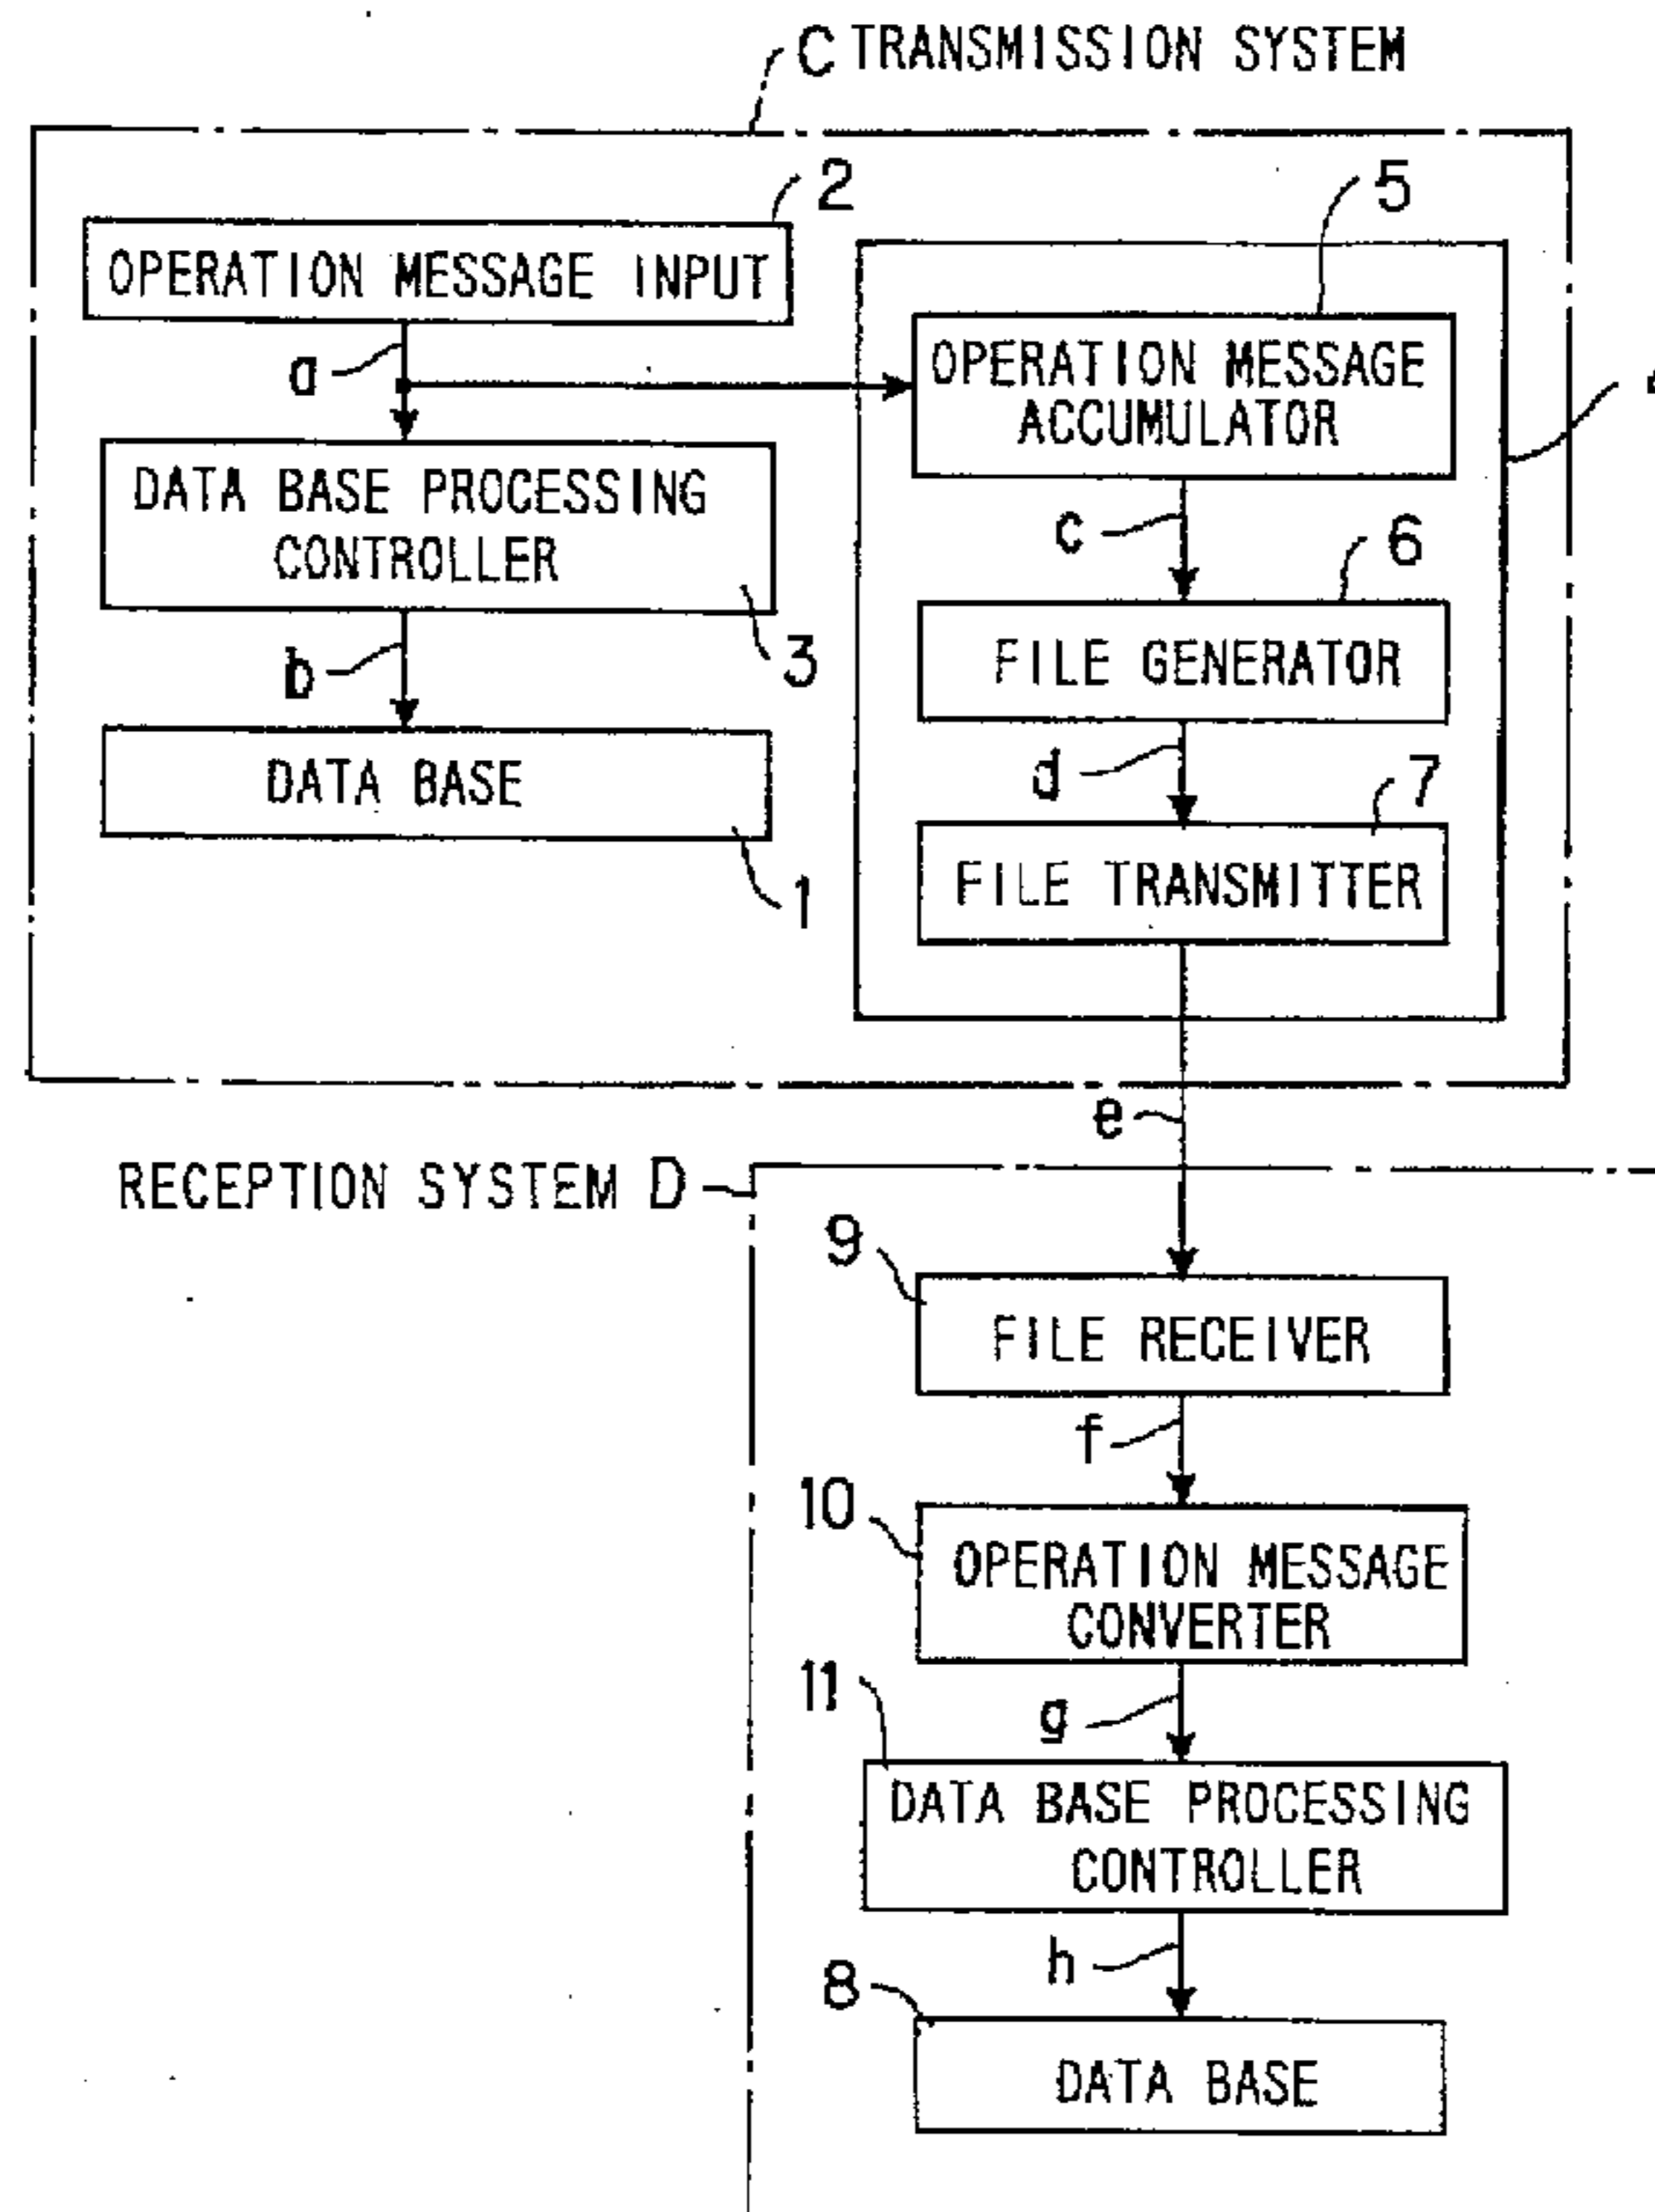 C TRANSMISSION SYSTEM
2
OPERATION MESSAGE INPUT
a
DATA BASE PROCESSING
CONTROLLER
3
b
DATA BASE
1
5
OPERATION MESSAGE
ACCUMULATOR
c
6
FILE GENERATOR
d
7
FILE TRANSMITTER
e
RECEPTION SYSTEM D
9
FILE RECEIVER
f
10
OPERATION MESSAGE
CONVERTER
11
g
DATA BASE PROCESSING
CONTROLLER
h
8
DATA BASE